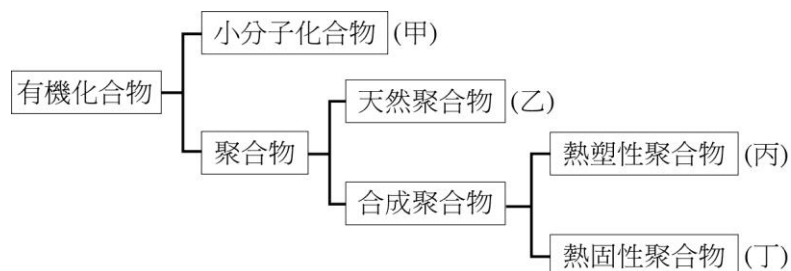 小分子化合物 (甲)
有機化合物
天然聚合物 (乙)
聚合物
熱塑性聚合物 (丙)
合成聚合物
熱固性聚合物 (丁)